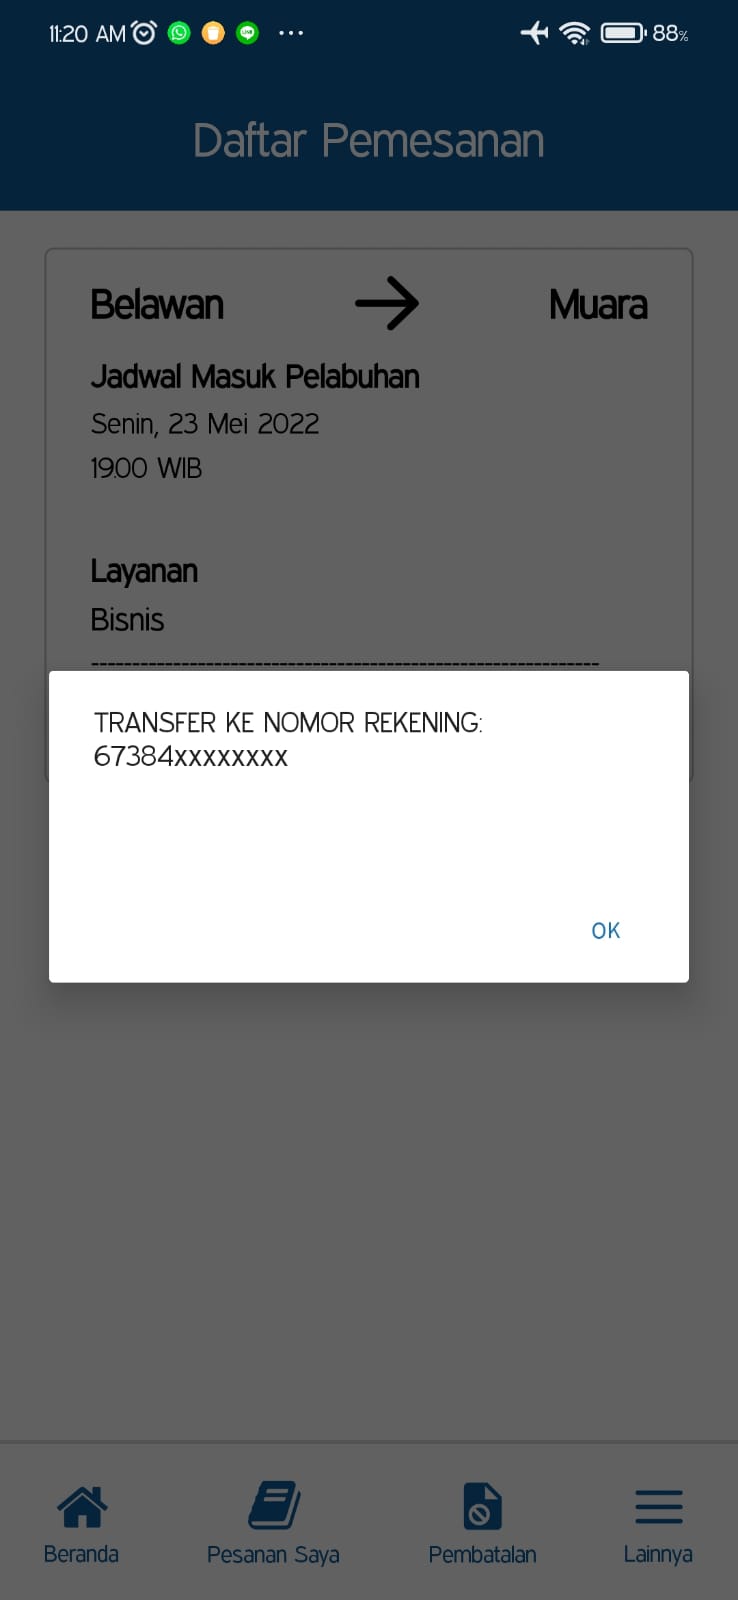 11:20 AM 88%
Daftar Pemesanan
Belawan Muara
Jadwal Masuk Pelabuhan
Senin, 23 Mei 2022
19.00 WIB
Layanan
Bisnis
--------------------------------------------------------------
TRANSFER KE NOMOR REKENING:
67384xxxxxxxx
OK
Beranda Pesanan Saya Pembatalan Lainnya